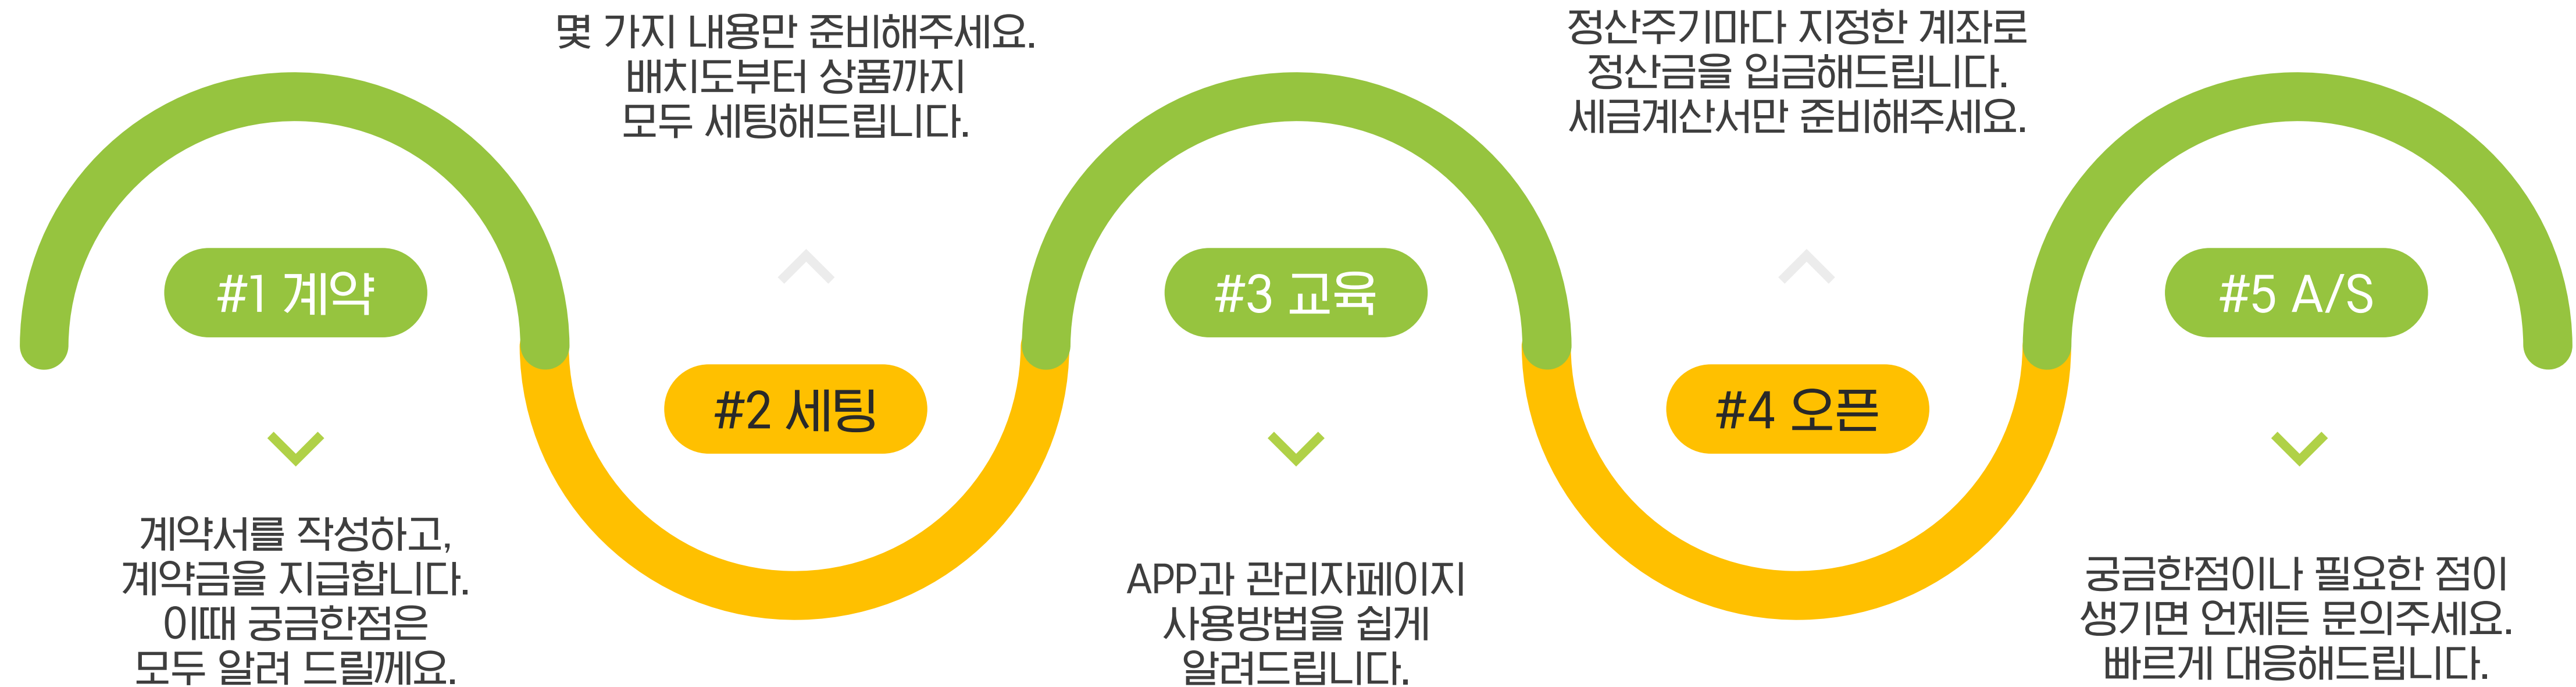 #1 계약
계약서를 작성하고,
계약금을 지급합니다.
이때 궁금한점은
모두 알려 드릴께요.
몇 가지 내용만 준비해주세요.
배치도부터 상품까지
모두 세팅해드립니다.
#2 세팅
#3 교육
APP과 관리자페이지
사용방법을 쉽게
알려드립니다.
정산주기마다 지정한 계좌로
정산금을 입금해드립니다.
세금계산서만 준비해주세요.
#4 오픈
#5 A/S
궁금한점이나 필요한 점이
생기면 언제든 문의주세요.
빠르게 대응해드립니다.